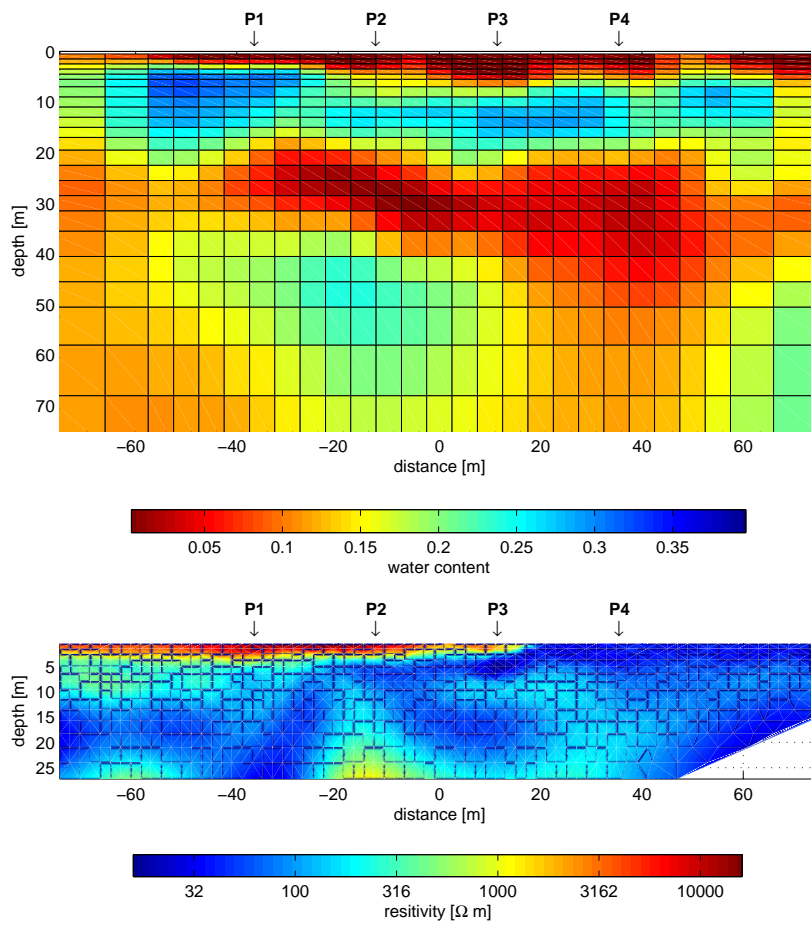 P1 P2 P3 P4
0
10
20
30
40
50
60
70
depth [m]
−60 −40 −20 0 20 40 60
distance [m]
0.05 0.1 0.15 0.2 0.25 0.3 0.35
water content
P1 P2 P3 P4
5
10
15
20
25
depth [m]
−60 −40 −20 0 20 40 60
distance [m]
32 100 316 1000 3162 10000
resitivity [Ω m]